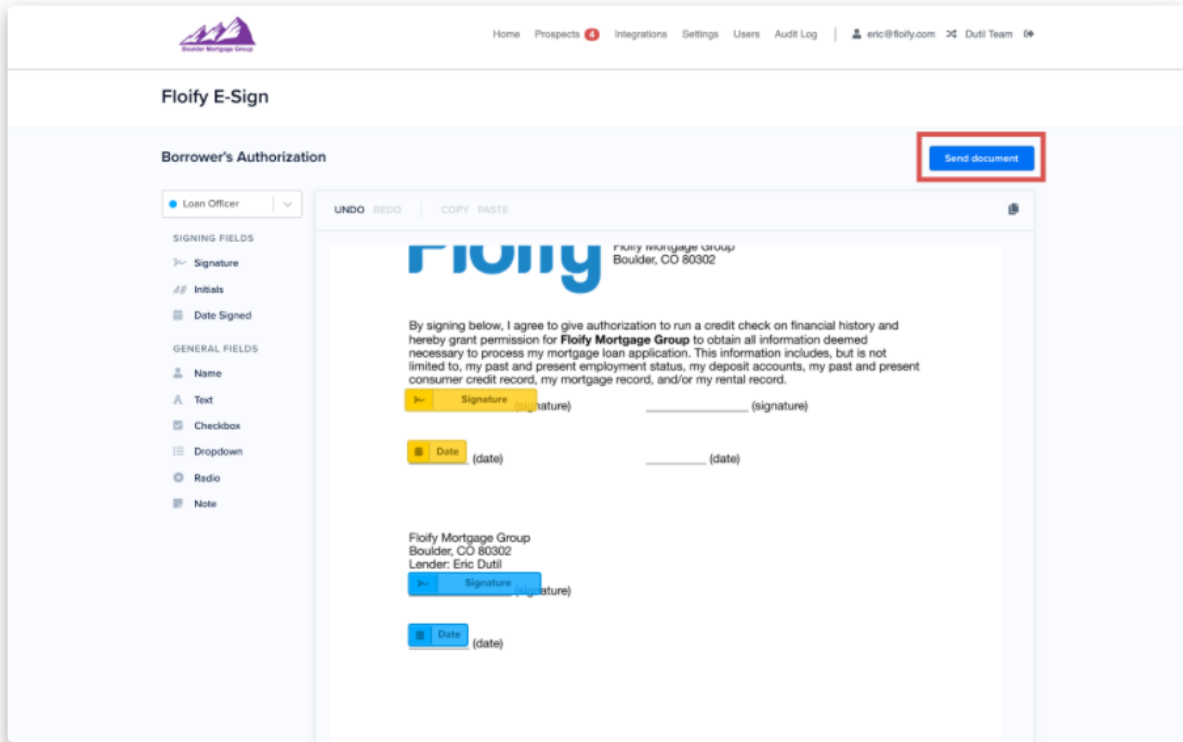 Boulder Mortgage Group
Home Prospects 4 Integrations Settings Users Audit Log eric@floify.com Dutil Team
Floify E-Sign
Borrower's Authorization
Send document
Loan Officer
UNDO REDO COPY PASTE
SIGNING FIELDS
Signature
Initials
Date Signed
GENERAL FIELDS
Name
Text
Checkbox
Dropdown
Radio
Note
Floify
Floify Mortgage Group
Boulder, CO 80302
By signing below, I agree to give authorization to run a credit check on financial history and
hereby grant permission for Floify Mortgage Group to obtain all information deemed
necessary to process my mortgage loan application. This information includes, but is not
limited to, my past and present employment status, my deposit accounts, my past and present
consumer credit record, my mortgage record, and/or my rental record.
Signature (signature) (signature)
Date (date) (date)
Floify Mortgage Group
Boulder, CO 80302
Lender: Eric Dutil
Signature (signature)
Date (date)